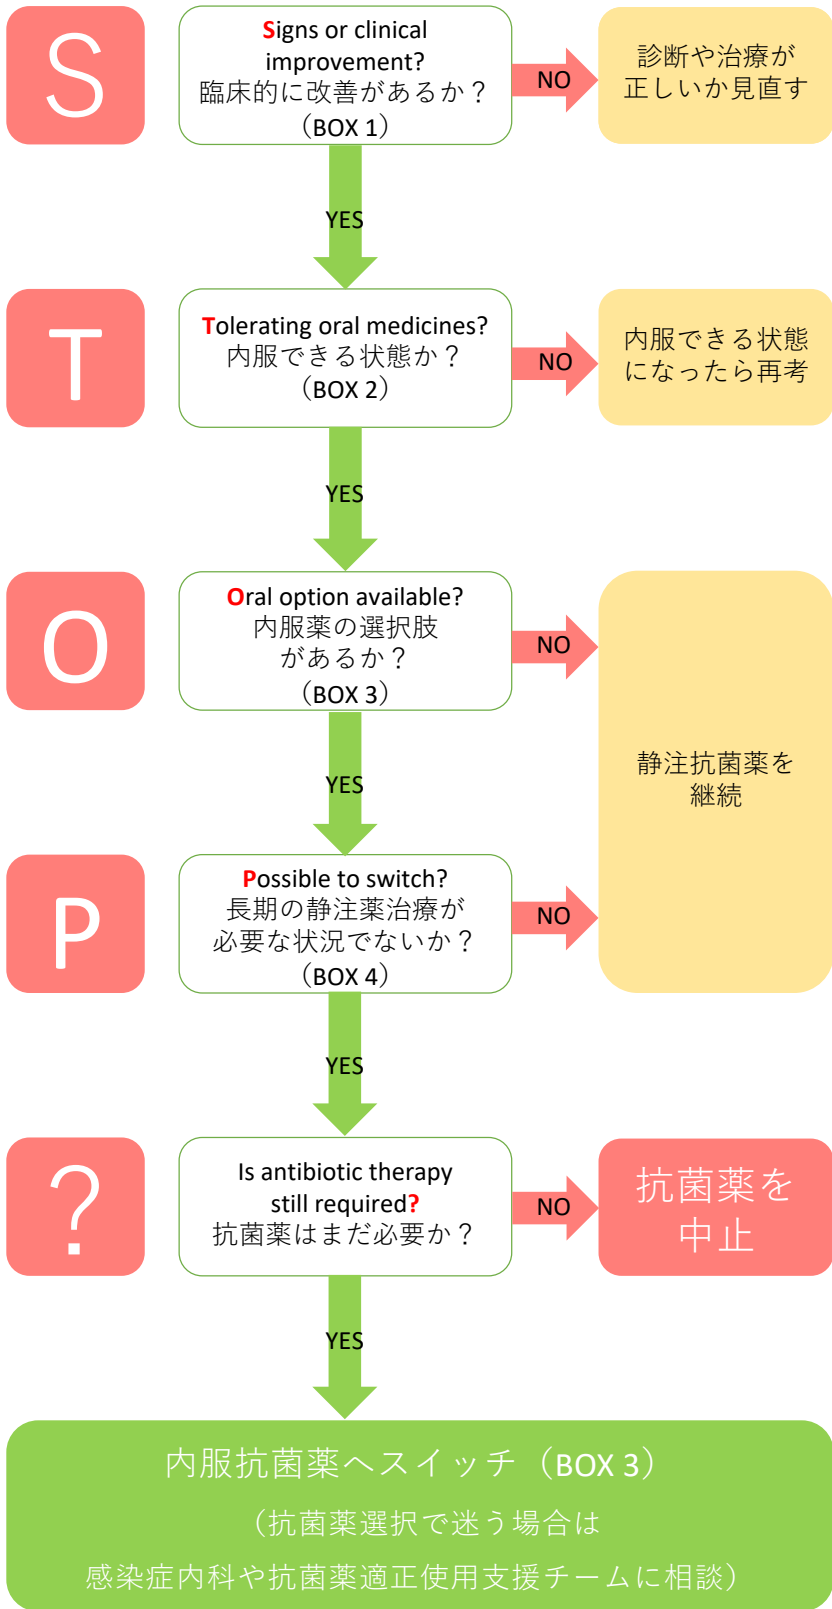 S
Signs or clinical
improvement?
臨床的に改善があるか？
（BOX 1）
NO
診断や治療が
正しいか見直す
YES
T
Tolerating oral medicines?
内服できる状態か？
（BOX 2）
NO
内服できる状態
になったら再考
YES
O
Oral option available?
内服薬の選択肢
があるか？
（BOX 3）
NO
静注抗菌薬を
継続
YES
P
Possible to switch?
長期の静注薬治療が
必要な状況でないか？
（BOX 4）
NO
YES
?
Is antibiotic therapy
still required?
抗菌薬はまだ必要か？
NO
抗菌薬を
中止
YES
内服抗菌薬へスイッチ（BOX 3）
（抗菌薬選択で迷う場合は
感染症内科や抗菌薬適正使用支援チームに相談）